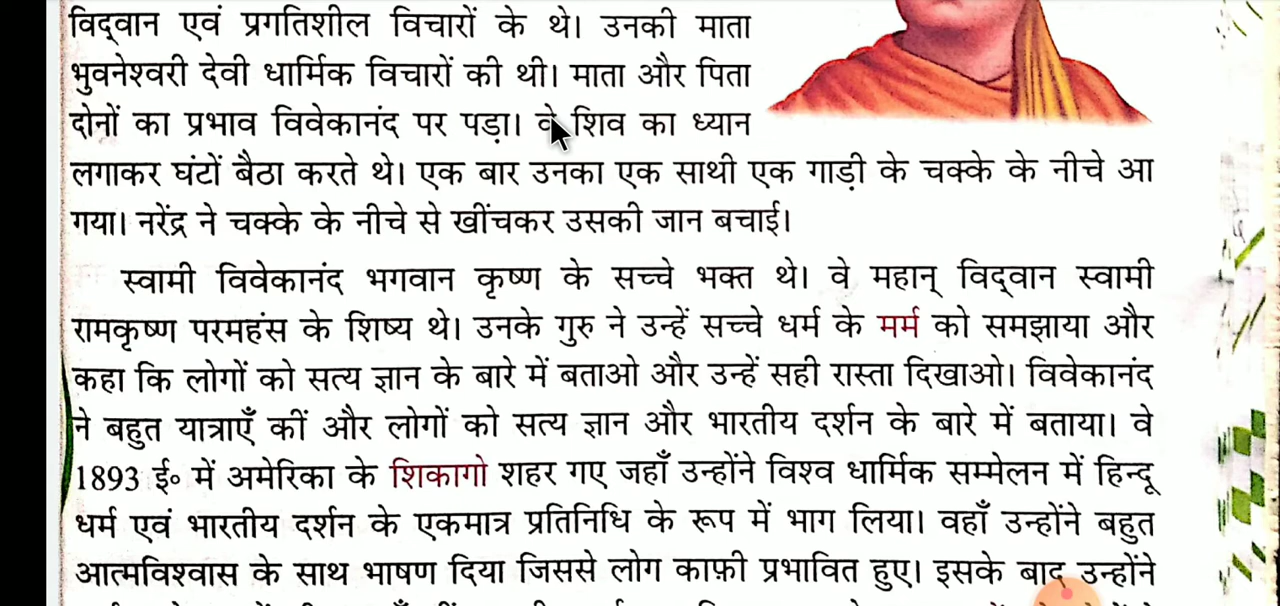 विद्वान एवं प्रगतिशील विचारों के थे। उनकी माता
भुवनेश्वरी देवी धार्मिक विचारों की थी। माता और पिता
दोनों का प्रभाव विवेकानंद पर पड़ा। वे शिव का ध्यान
लगाकर घंटों बैठा करते थे। एक बार उनका एक साथी एक गाड़ी के चक्के के नीचे आ
गया। नरेंद्र ने चक्के के नीचे से खींचकर उसकी जान बचाई।
स्वामी विवेकानंद भगवान कृष्ण के सच्चे भक्त थे। वे महान् विद्वान स्वामी
रामकृष्ण परमहंस के शिष्य थे। उनके गुरु ने उन्हें सच्चे धर्म के मर्म को समझाया और
कहा कि लोगों को सत्य ज्ञान के बारे में बताओ और उन्हें सही रास्ता दिखाओ। विवेकानंद
ने बहुत यात्राएँ कीं और लोगों को सत्य ज्ञान और भारतीय दर्शन के बारे में बताया। वे
1893 ई॰ में अमेरिका के शिकागो शहर गए जहाँ उन्होंने विश्व धार्मिक सम्मेलन में हिन्दू
धर्म एवं भारतीय दर्शन के एकमात्र प्रतिनिधि के रूप में भाग लिया। वहाँ उन्होंने बहुत
आत्मविश्वास के साथ भाषण दिया जिससे लोग काफ़ी प्रभावित हुए। इसके बाद उन्होंने